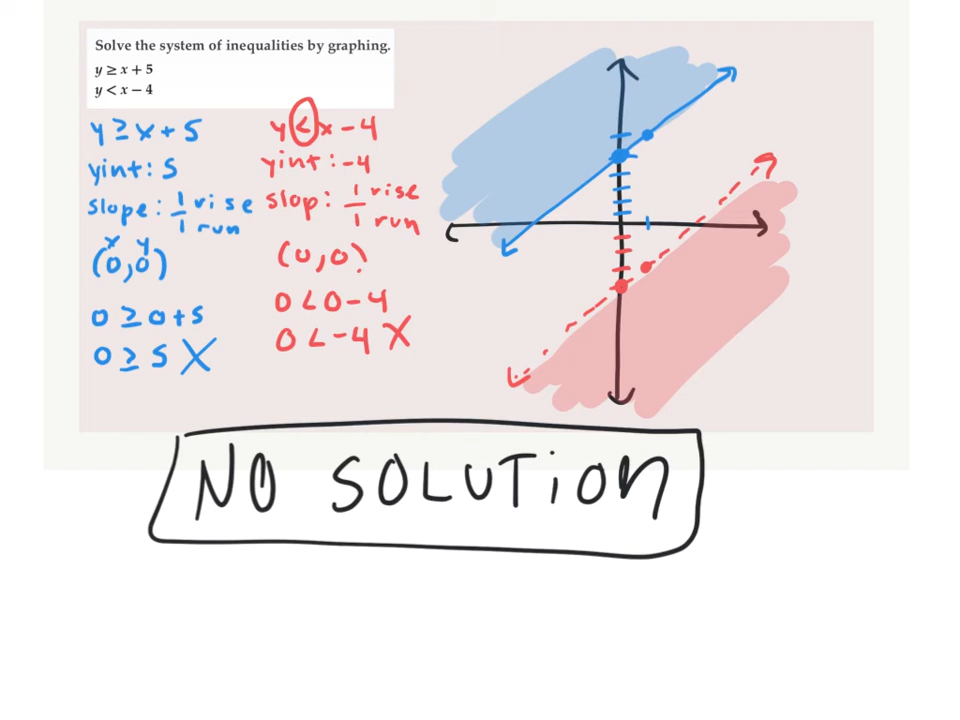 Solve the system of inequalities by graphing.
y ≥ x + 5
y < x − 4
y ≥ x + 5
yint: 5
slope: 1/1 rise run
(0,0) x y
0 ≥ 0+5
0 ≥ 5 X
y < x − 4
yint: -4
slop: 1/1 rise run
(0,0)
0 < 0-4
0 < -4 X
NO SOLUTiON